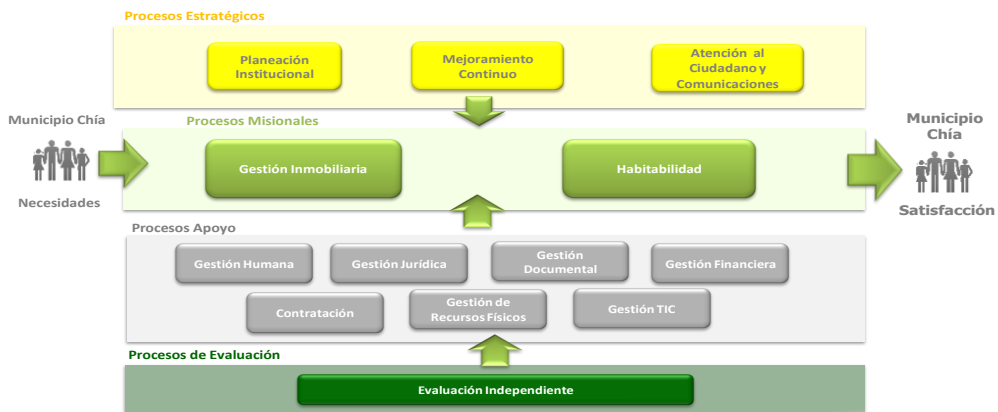 Procesos Estratégicos
Planeación
Institucional
Mejoramiento
Continuo
Atención al
Ciudadano y
Comunicaciones
Municipio Chía
Necesidades
Procesos Misionales
Gestión Inmobiliaria
Habitabilidad
Municipio
Chía
Satisfacción
Procesos Apoyo
Gestión Humana
Gestión Jurídica
Gestión
Documental
Gestión Financiera
Contratación
Gestión de
Recursos Físicos
Gestión TIC
Procesos de Evaluación
Evaluación Independiente